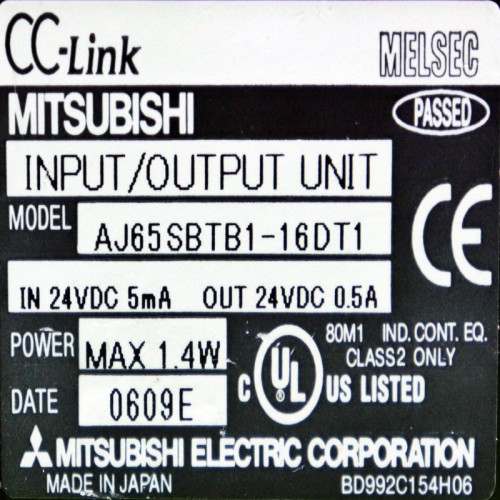 CC-Link MELSEC
MITSUBISHI PASSED
INPUT/OUTPUT UNIT
MODEL AJ65SBTB1-16DT1
CE
IN 24VDC 5mA OUT 24VDC 0.5A
POWER MAX 1.4W
DATE 0609E
C UL US LISTED
80M1 IND. CONT. EQ.
CLASS2 ONLY
MITSUBISHI ELECTRIC CORPORATION
MADE IN JAPAN BD992C154H06